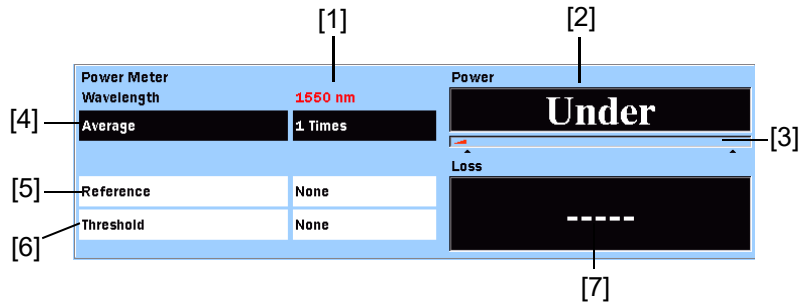 [1]
[2]
Power Meter
Power
Wavelength
1550 nm
Under
[4]
Average
1 Times
[3]
Loss
[5]
Reference
None
-----
[6]
Threshold
None
[7]